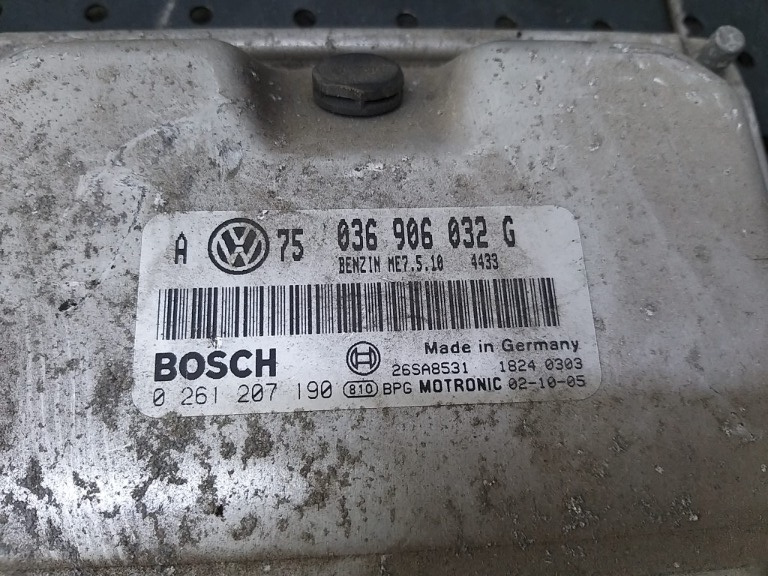 A VW 75 036 906 032 G
BENZIN ME7.5.10 4433
BOSCH Made in Germany
26SA8531 1824 0303
0 261 207 190 810 BPG MOTRONIC 02-10-05